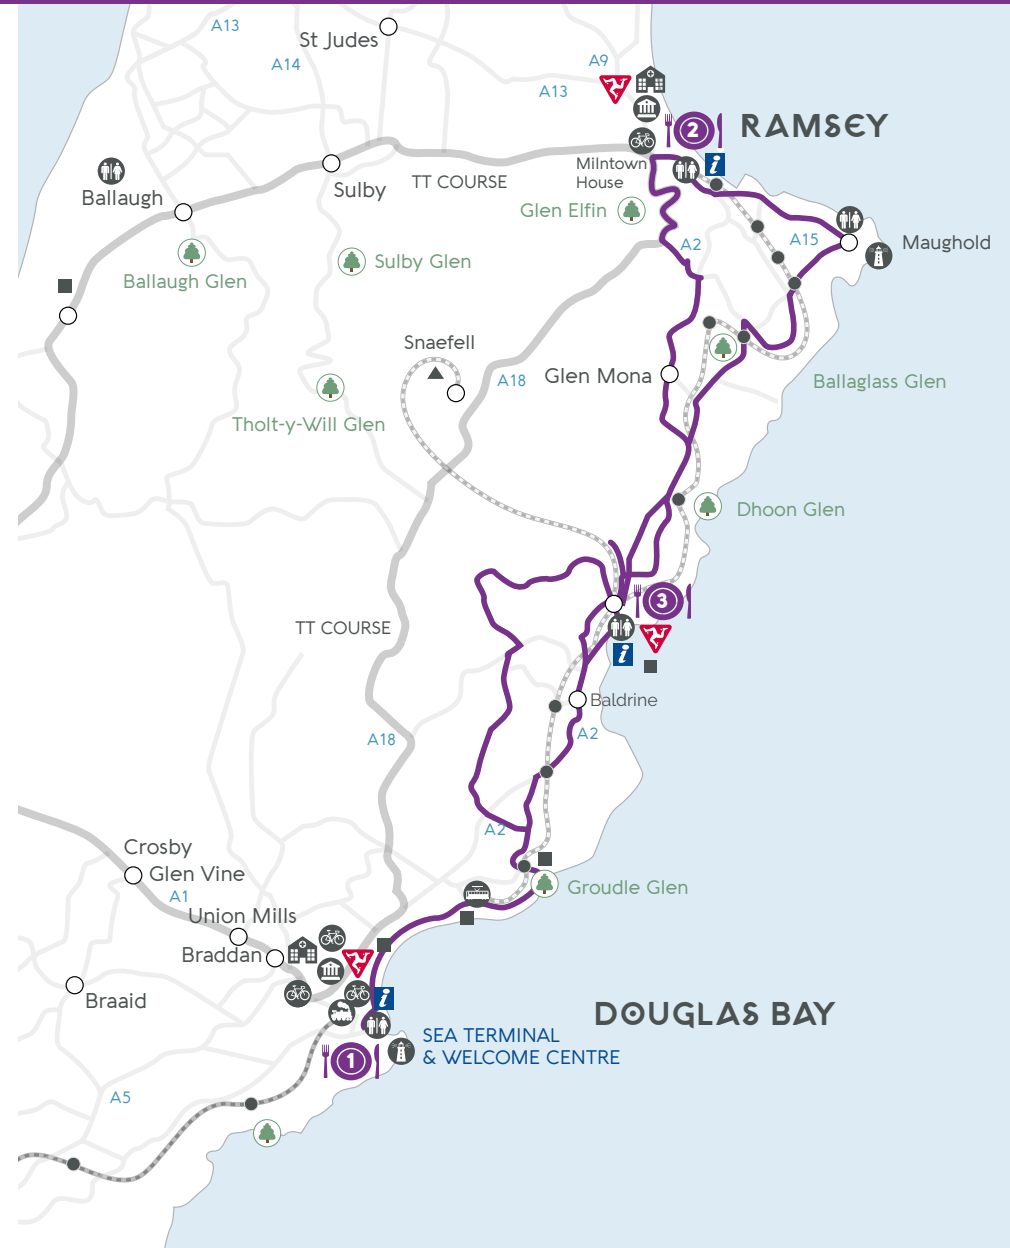 A13
St Judes
A14
A9
A13
2
RAMSEY
Milntown
House
i
Ballaugh
Sulby
TT COURSE
Glen Elfin
A2
A15
Maughold
Sulby Glen
Ballaugh Glen
Snaefell
A18
Glen Mona
Ballaglass Glen
Tholt-y-Will Glen
Dhoon Glen
3
TT COURSE
i
Baldrine
A18
A2
A2
Crosby
Glen Vine
A1
Groudle Glen
Union Mills
Braddan
Braaid
i
DOUGLAS BAY
SEA TERMINAL
& WELCOME CENTRE
1
A5